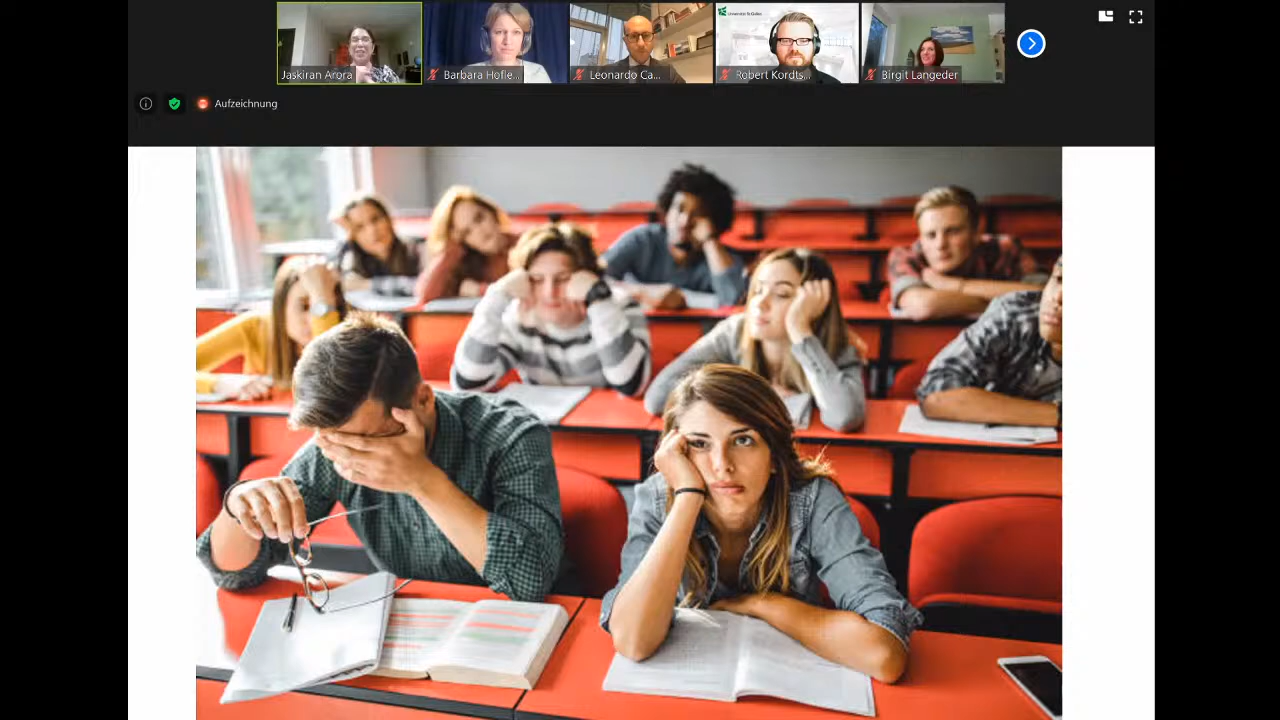 Jaskiran Arora
Barbara Hofle...
Leonardo Ca...
Robert Kordts...
Birgit Langeder
Aufzeichnung